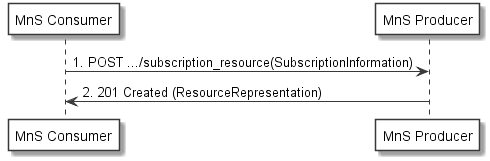 MnS Consumer
MnS Producer
1. POST .../subscription_resource(SubscriptionInformation)
2. 201 Created (ResourceRepresentation)
MnS Consumer
MnS Producer